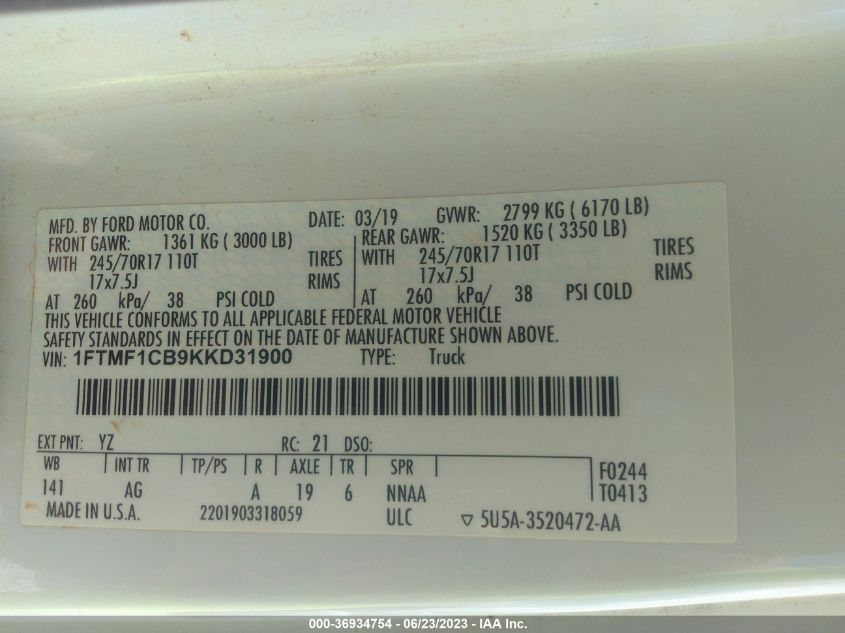 MFD. BY FORD MOTOR CO. DATE: 03/19 GVWR: 2799 KG ( 6170 LB)
FRONT GAWR: 1361 KG ( 3000 LB) REAR GAWR: 1520 KG ( 3350 LB)
WITH 245/70R17 110T TIRES WITH 245/70R17 110T TIRES
17x7.5J RIMS 17x7.5J RIMS
AT 260 kPa/ 38 PSI COLD AT 260 kPa/ 38 PSI COLD
THIS VEHICLE CONFORMS TO ALL APPLICABLE FEDERAL MOTOR VEHICLE
SAFETY STANDARDS IN EFFECT ON THE DATE OF MANUFACTURE SHOWN ABOVE.
VIN: 1FTMF1CB9KKD31900 TYPE: Truck
EXT PNT: YZ RC: 21 DSO:
WB INT TR TP/PS R AXLE TR SPR F0244
141 AG A 19 6 NNAA T0413
MADE IN U.S.A. 2201903318059 ULC ▽ 5U5A-3520472-AA
000-36934754 - 06/23/2023 - IAA Inc.